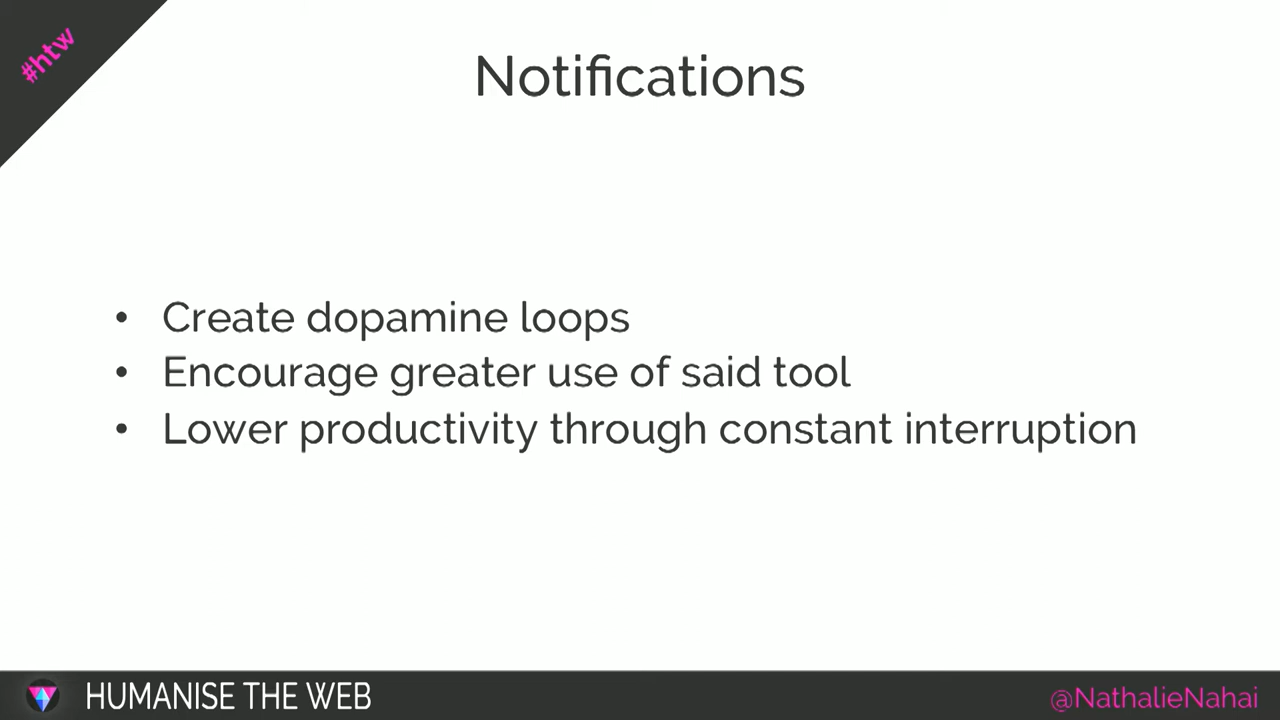 #htw
Notifications
• Create dopamine loops
• Encourage greater use of said tool
• Lower productivity through constant interruption
HUMANISE THE WEB
@NathalieNahai